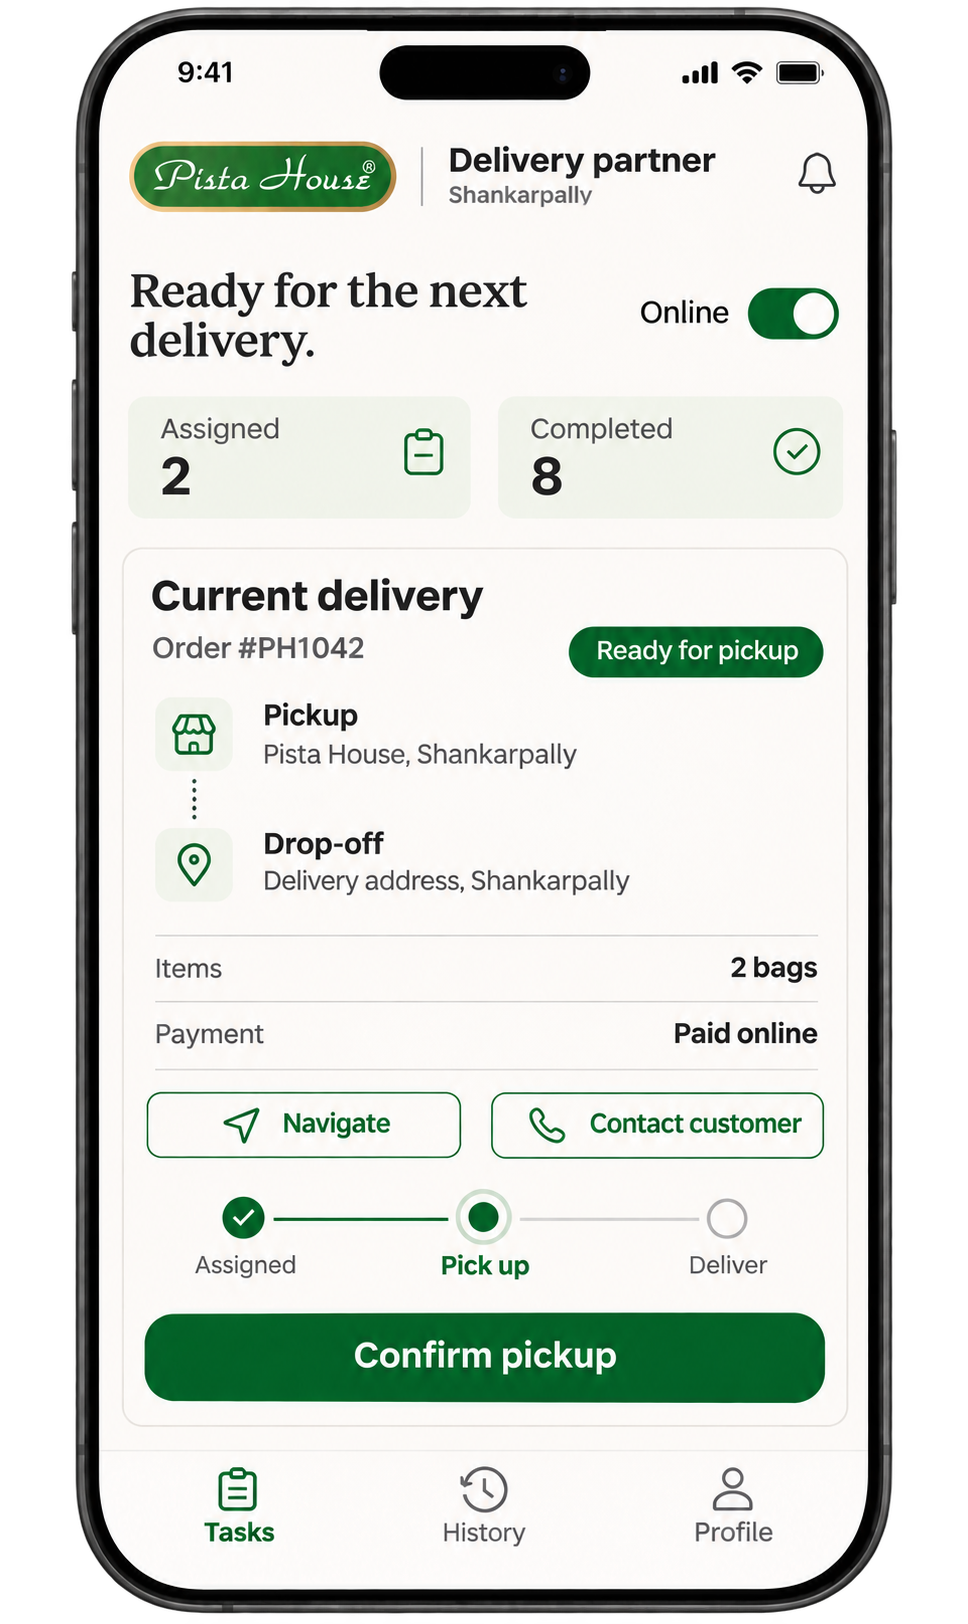 9:41
Pista House®
Delivery partner
Shankarpally
Ready for the next
delivery.
Online
Assigned
2
Completed
8
Current delivery
Order #PH1042
Ready for pickup
Pickup
Pista House, Shankarpally
Drop-off
Delivery address, Shankarpally
Items
2 bags
Payment
Paid online
Navigate
Contact customer
Assigned
Pick up
Deliver
Confirm pickup
Tasks
History
Profile